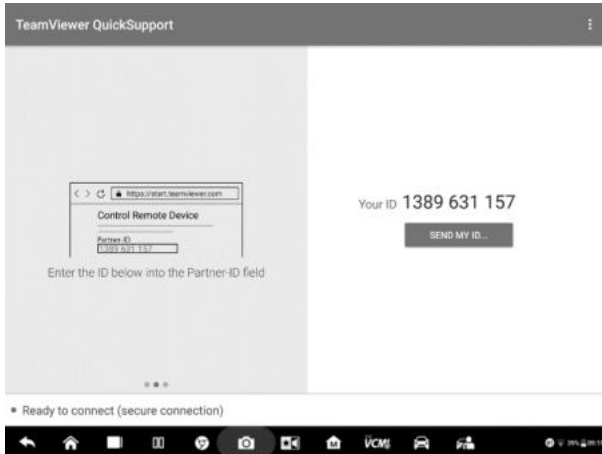 TeamViewer QuickSupport
https://start.teamviewer.com
Control Remote Device
Partner-ID
1389 631 157
Enter the ID below into the Partner-ID field
Your ID 1389 631 157
SEND MY ID...
Ready to connect (secure connection)
VCMI